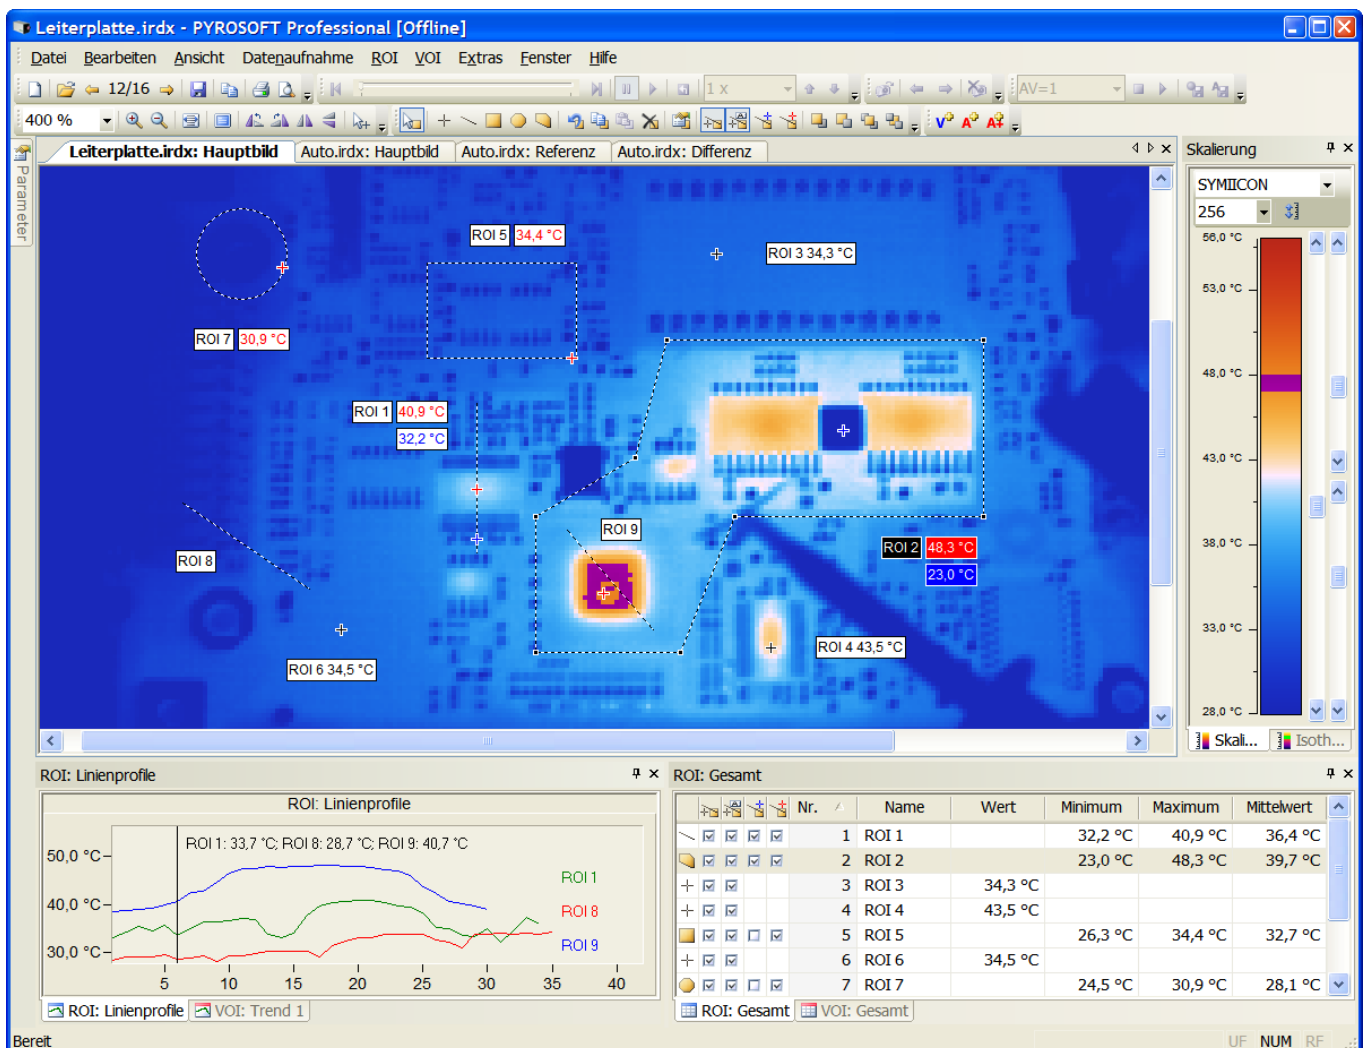 Leiterplatte.irdx - PYROSOFT Professional [Offline]
Datei Bearbeiten Ansicht Datenaufnahme ROI VOI Extras Fenster Hilfe
12/16 1 x AV=1
400 % V A A
Parameter
Leiterplatte.irdx: Hauptbild Auto.irdx: Hauptbild Auto.irdx: Referenz Auto.irdx: Differenz
Skalierung
SYMIICON
256
56,0 °C
53,0 °C
48,0 °C
43,0 °C
38,0 °C
33,0 °C
28,0 °C
Skali... Isoth...
ROI 5 34,4 °C
ROI 3 34,3 °C
ROI 7 30,9 °C
ROI 1 40,9 °C
32,2 °C
ROI 9
ROI 2 48,3 °C
23,0 °C
ROI 8
ROI 4 43,5 °C
ROI 6 34,5 °C
ROI: Linienprofile
ROI: Linienprofile
ROI 1: 33,7 °C; ROI 8: 28,7 °C; ROI 9: 40,7 °C
50,0 °C
40,0 °C
30,0 °C
ROI 1
ROI 8
ROI 9
5 10 15 20 25 30 35 40
ROI: Linienprofile VOI: Trend 1
ROI: Gesamt
Nr. Name Wert Minimum Maximum Mittelwert
1 ROI 1 32,2 °C 40,9 °C 36,4 °C
2 ROI 2 23,0 °C 48,3 °C 39,7 °C
3 ROI 3 34,3 °C
4 ROI 4 43,5 °C
5 ROI 5 26,3 °C 34,4 °C 32,7 °C
6 ROI 6 34,5 °C
7 ROI 7 24,5 °C 30,9 °C 28,1 °C
ROI: Gesamt VOI: Gesamt
Bereit UF NUM RF